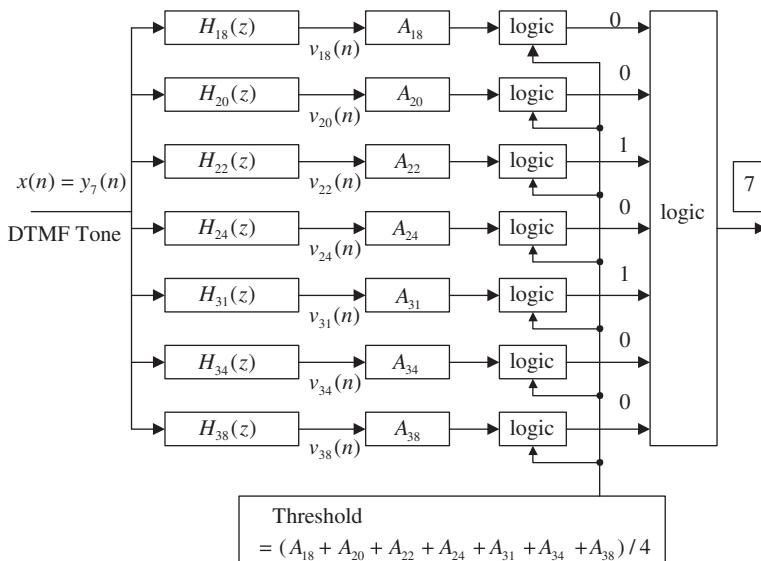 H₁₈(z) v₁₈(n) A₁₈ logic 0
H₂₀(z) v₂₀(n) A₂₀ logic 0
H₂₂(z) v₂₂(n) A₂₂ logic 1
x(n) = y₇(n)
DTMF Tone
H₂₄(z) v₂₄(n) A₂₄ logic 0
H₃₁(z) v₃₁(n) A₃₁ logic 1
H₃₄(z) v₃₄(n) A₃₄ logic 0
H₃₈(z) v₃₈(n) A₃₈ logic 0
logic
7
Threshold
= (A₁₈ + A₂₀ + A₂₂ + A₂₄ + A₃₁ + A₃₄ + A₃₈) / 4